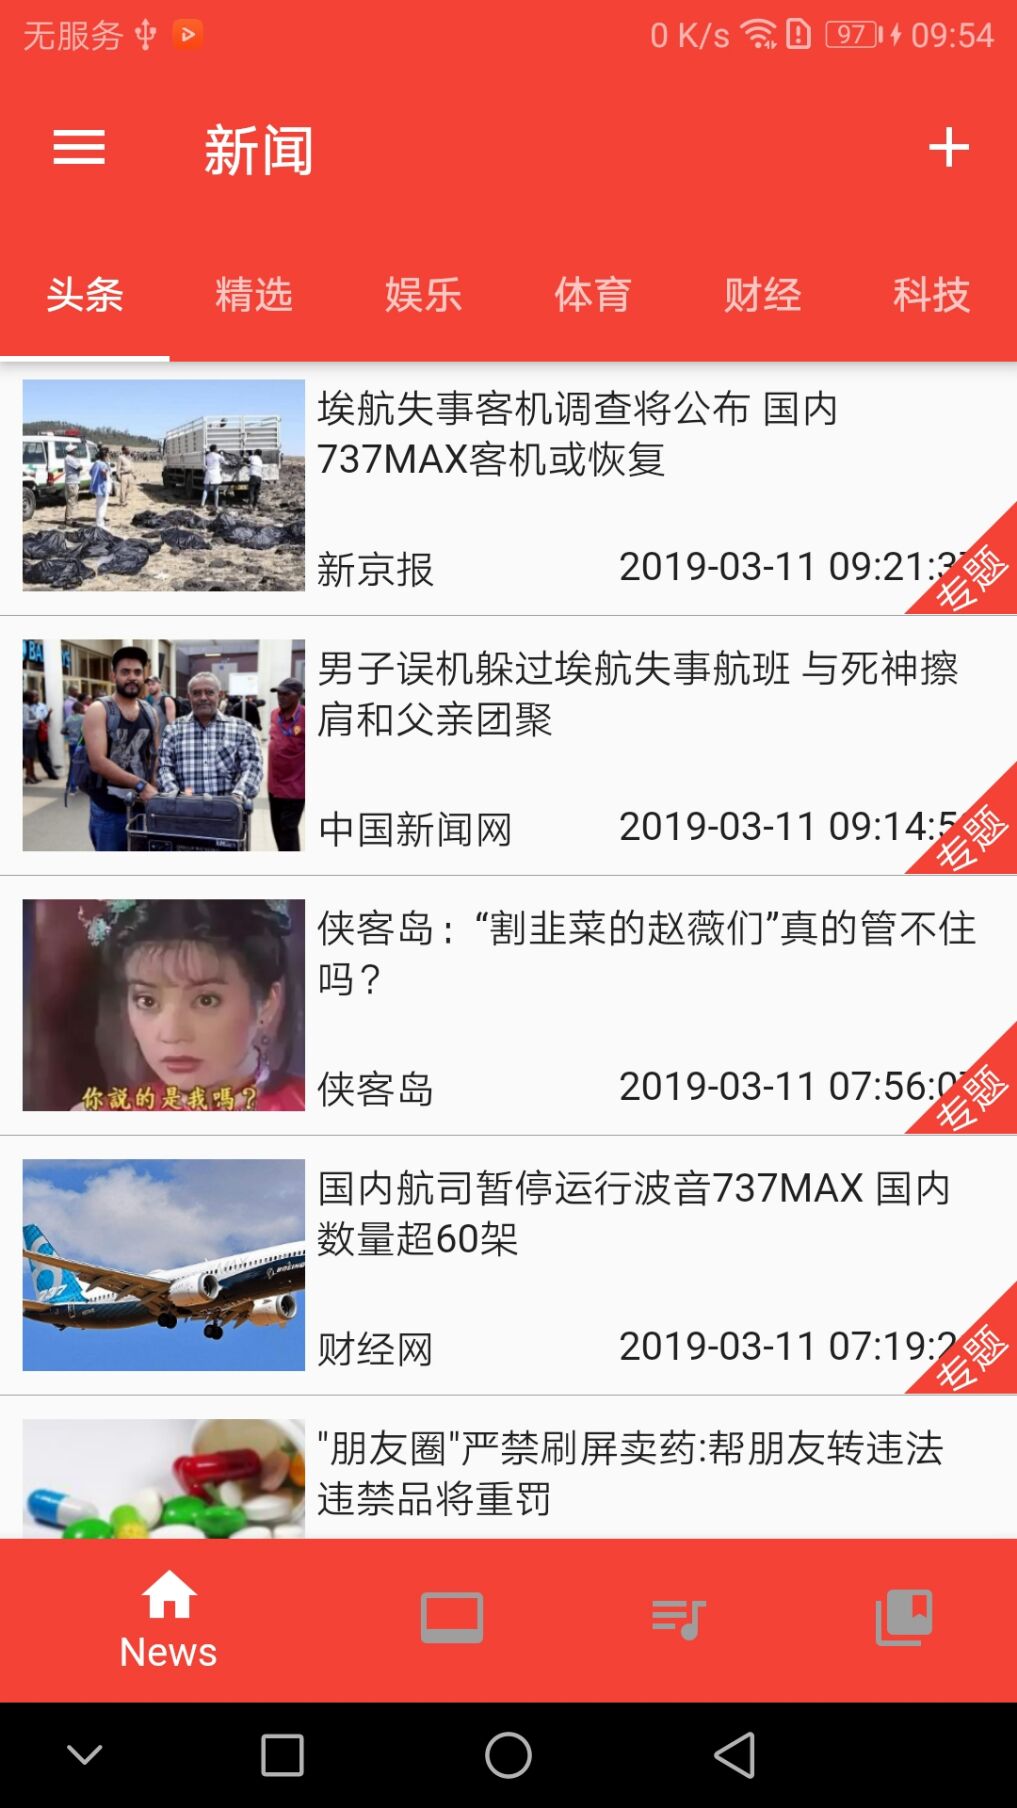 无服务 0 K/s 97 09:54
新闻
头条 精选 娱乐 体育 财经 科技
埃航失事客机调查将公布 国内
737MAX客机或恢复
新京报 2019-03-11 09:21:3
专题
男子误机躲过埃航失事航班 与死神擦
肩和父亲团聚
中国新闻网 2019-03-11 09:14:5
专题
侠客岛：“割韭菜的赵薇们”真的管不住
吗？
你說的是我嗎？
侠客岛 2019-03-11 07:56:0
专题
国内航司暂停运行波音737MAX 国内
数量超60架
财经网 2019-03-11 07:19:2
专题
"朋友圈"严禁刷屏卖药:帮朋友转违法
违禁品将重罚
News